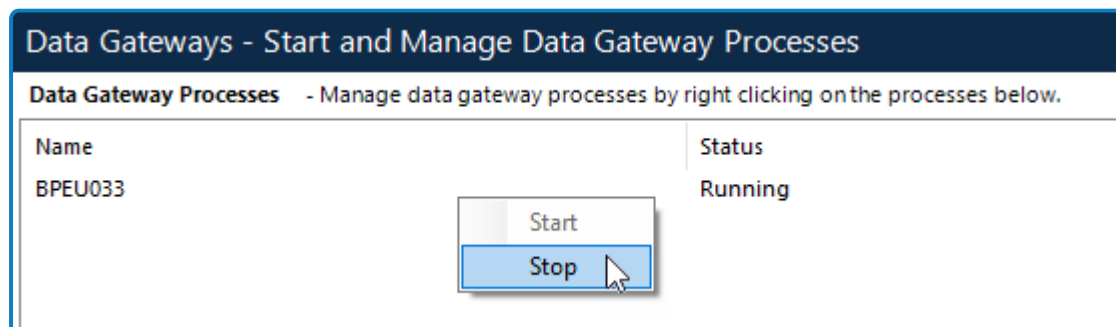 Data Gateways - Start and Manage Data Gateway Processes
Data Gateway Processes - Manage data gateway processes by right clicking on the processes below.
Name Status
BPEU033 Running
Start
Stop